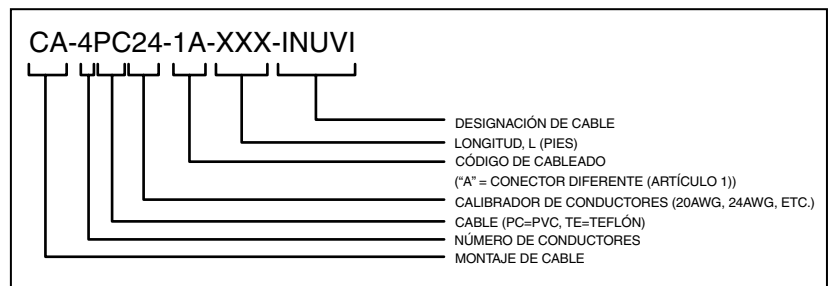 CA-4PC24-1A-XXX-INUVI
DESIGNACIÓN DE CABLE
LONGITUD, L (PIES)
CÓDIGO DE CABLEADO
(“A” = CONECTOR DIFERENTE (ARTÍCULO 1))
CALIBRADOR DE CONDUCTORES (20AWG, 24AWG, ETC.)
CABLE (PC=PVC, TE=TEFLÓN)
NÚMERO DE CONDUCTORES
MONTAJE DE CABLE